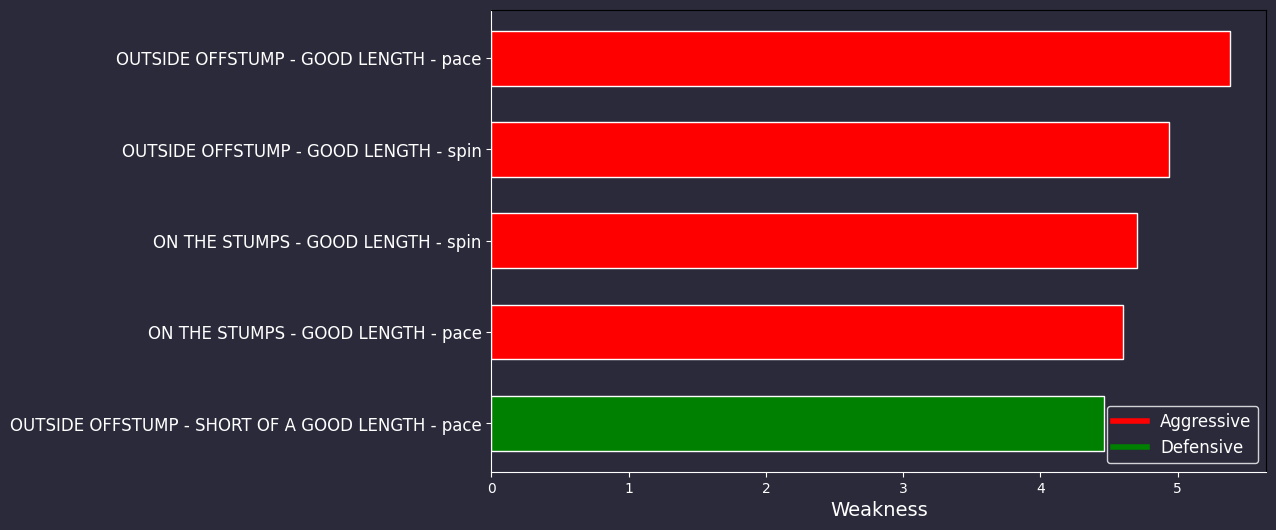 OUTSIDE OFFSTUMP - GOOD LENGTH - pace
OUTSIDE OFFSTUMP - GOOD LENGTH - spin
ON THE STUMPS - GOOD LENGTH - spin
ON THE STUMPS - GOOD LENGTH - pace
OUTSIDE OFFSTUMP - SHORT OF A GOOD LENGTH - pace
Aggressive
Defensive
0 1 2 3 4 5
Weakness